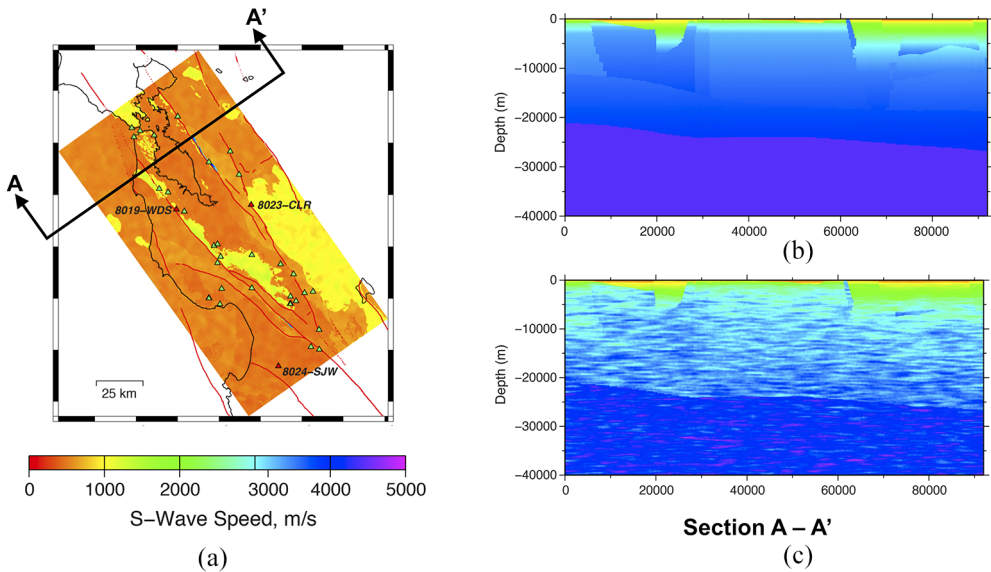 A'
A
8019-WDS
8023-CLR
8024-SJW
25 km
0 1000 2000 3000 4000 5000
S-Wave Speed, m/s
(a)
0
-10000
-20000
-30000
-40000
Depth (m)
0 20000 40000 60000 80000
(b)
0
-10000
-20000
-30000
-40000
Depth (m)
0 20000 40000 60000 80000
Section A – A'
(c)